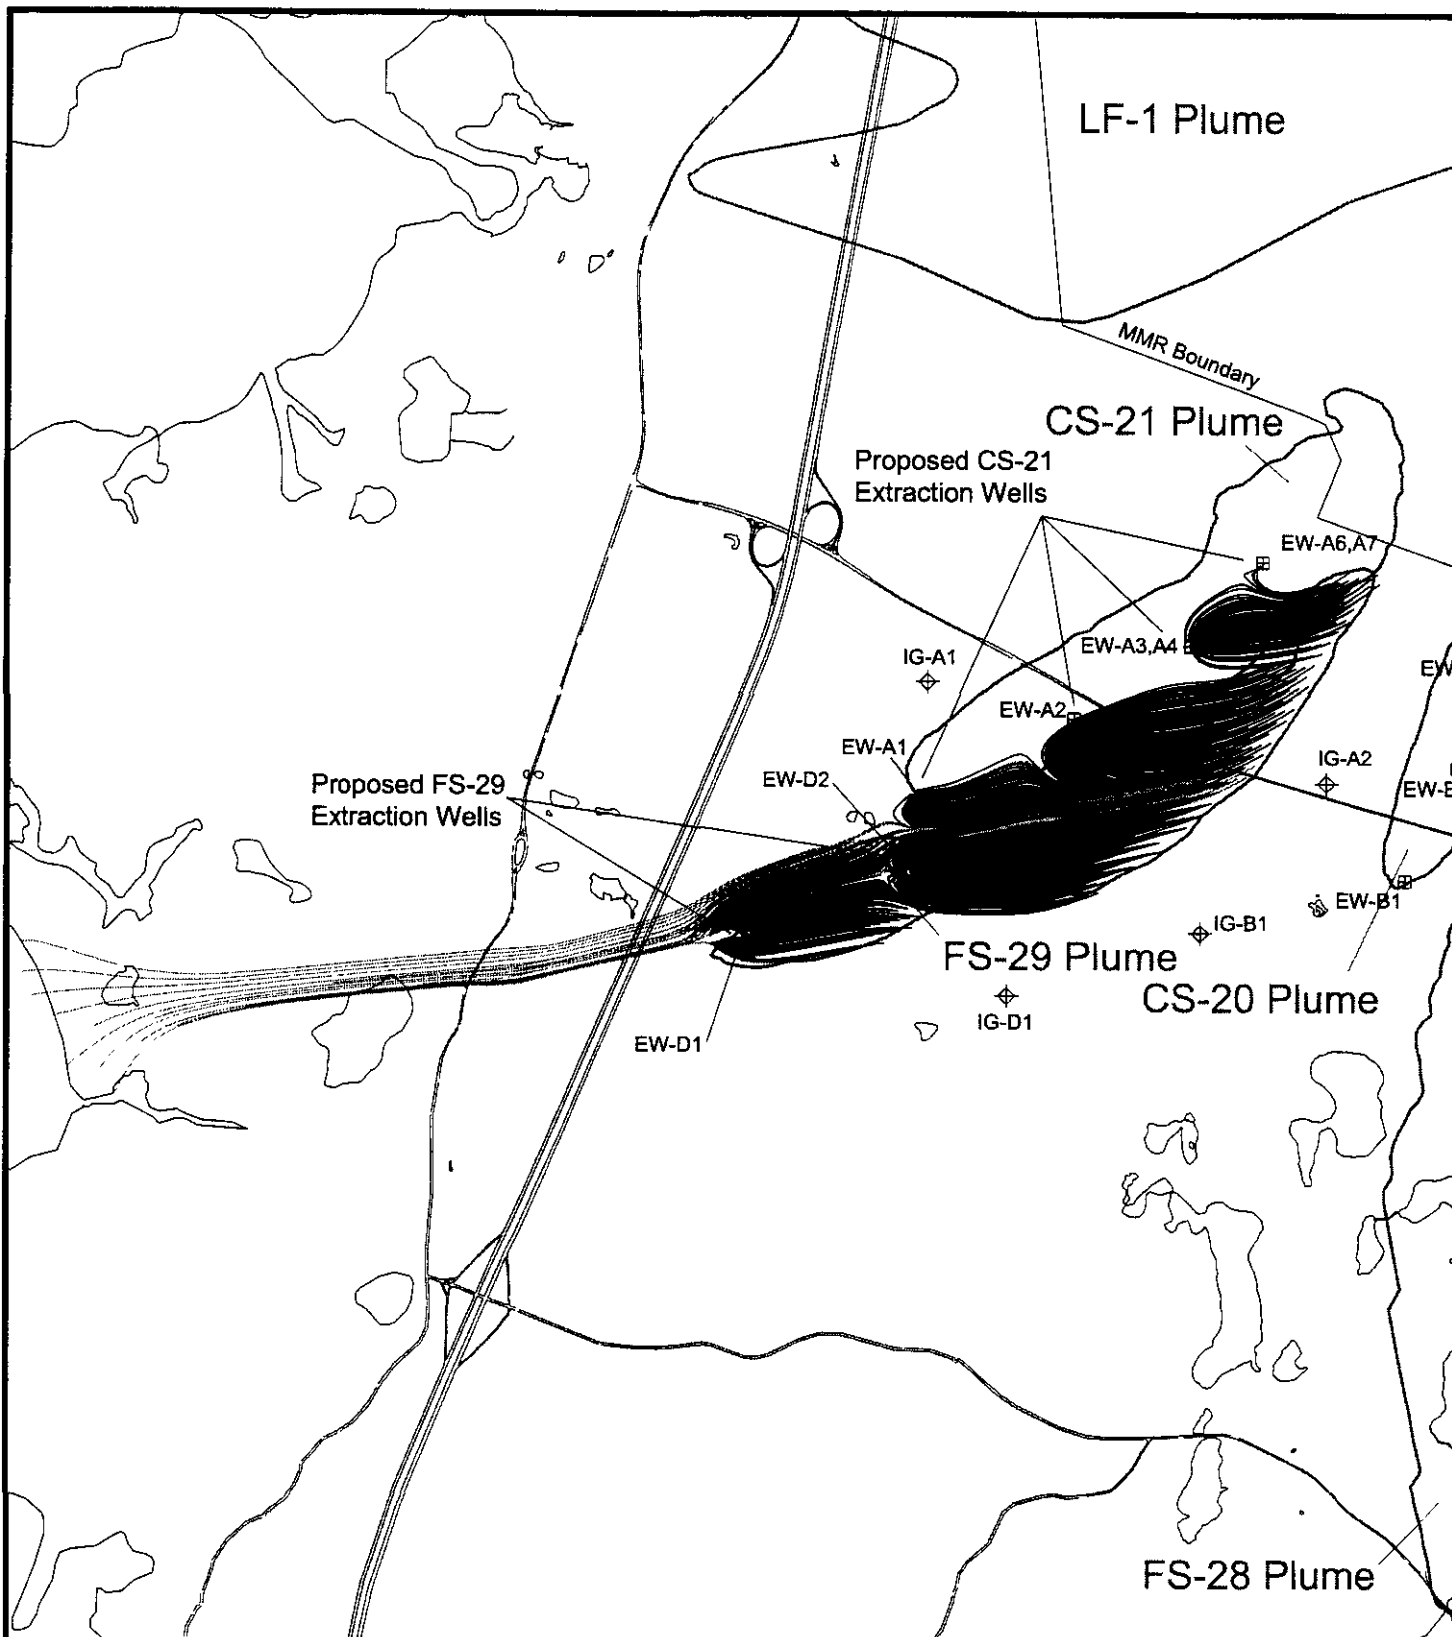 LF-1 Plume
MMR Boundary
CS-21 Plume
Proposed CS-21
Extraction Wells
EW-A6,A7
EW-A3,A4
IG-A1
EW-A2
EW-A1
EW-D2
IG-A2
Proposed FS-29
Extraction Wells
EW-B1
IG-B1
FS-29 Plume
CS-20 Plume
IG-D1
EW-D1
FS-28 Plume